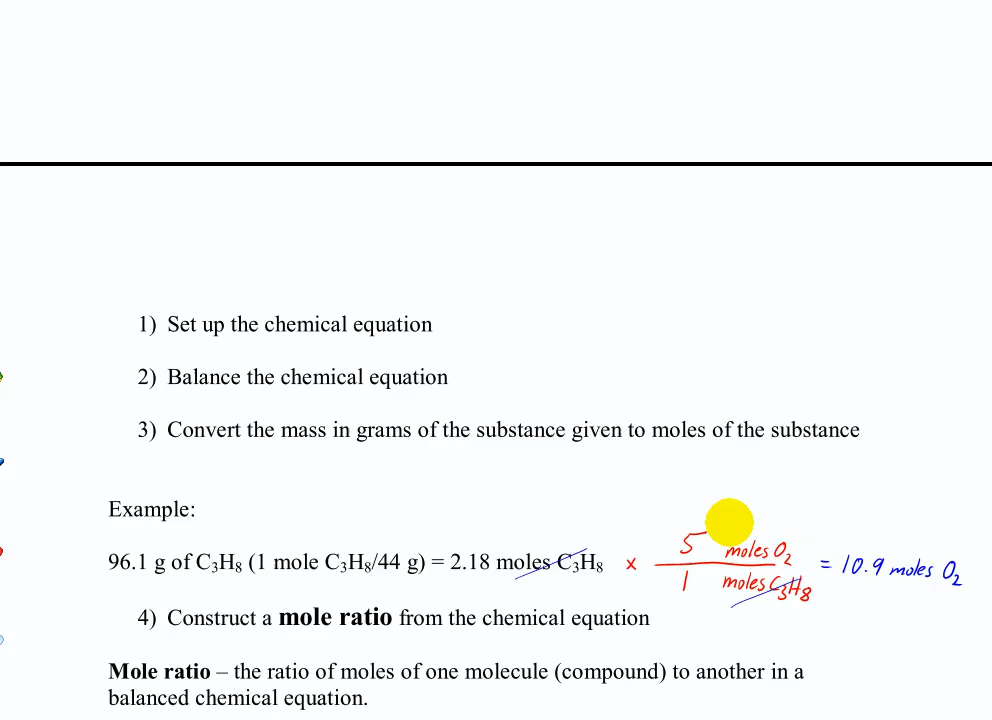 1) Set up the chemical equation
2) Balance the chemical equation
3) Convert the mass in grams of the substance given to moles of the substance
Example:
96.1 g of C₃H₈ (1 mole C₃H₈/44 g) = 2.18 moles C₃H₈ x 5 moles O₂ / 1 moles C₃H₈ = 10.9 moles O₂
4) Construct a mole ratio from the chemical equation
Mole ratio – the ratio of moles of one molecule (compound) to another in a
balanced chemical equation.